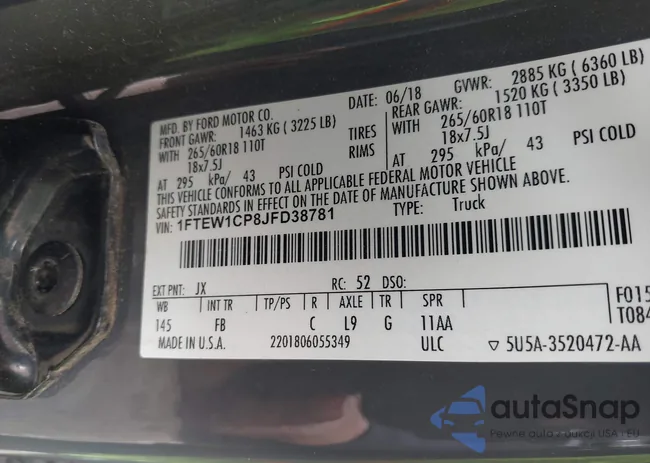 MFD. BY FORD MOTOR CO.
DATE: 06/18
GVWR: 2885 KG ( 6360 LB)
FRONT GAWR: 1463 KG ( 3225 LB)
REAR GAWR: 1520 KG ( 3350 LB)
WITH 265/60R18 110T TIRES WITH 265/60R18 110T
18x7.5J RIMS 18x7.5J
AT 295 kPa/ 43 PSI COLD AT 295 kPa/ 43 PSI COLD
THIS VEHICLE CONFORMS TO ALL APPLICABLE FEDERAL MOTOR VEHICLE
SAFETY STANDARDS IN EFFECT ON THE DATE OF MANUFACTURE SHOWN ABOVE.
VIN: 1FTEW1CP8JFD38781 TYPE: Truck
EXT PNT: JX RC: 52 DSO:
WB INT TR TP/PS R AXLE TR SPR
145 FB C L9 G 11AA
F015
T084
MADE IN U.S.A. 2201806055349 ULC ▽ 5U5A-3520472-AA
autaSnap
Pewne auta z aukcji USA i EU